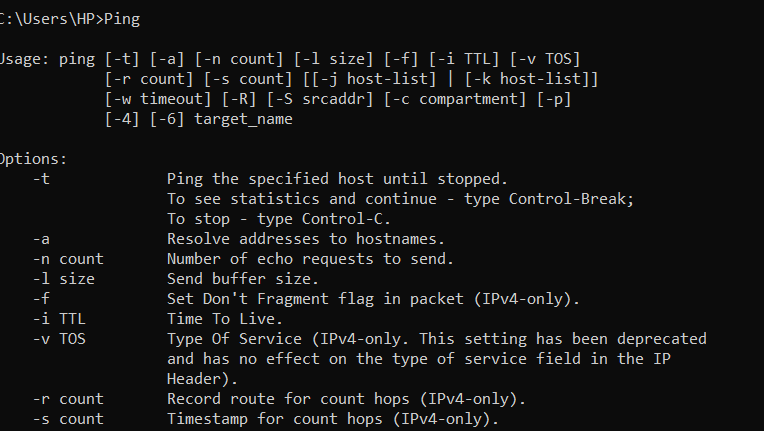 C:\Users\HP>Ping
Usage: ping [-t] [-a] [-n count] [-l size] [-f] [-i TTL] [-v TOS]
[-r count] [-s count] [[-j host-list] | [-k host-list]]
[-w timeout] [-R] [-S srcaddr] [-c compartment] [-p]
[-4] [-6] target_name
Options:
-t Ping the specified host until stopped.
To see statistics and continue - type Control-Break;
To stop - type Control-C.
-a Resolve addresses to hostnames.
-n count Number of echo requests to send.
-l size Send buffer size.
-f Set Don't Fragment flag in packet (IPv4-only).
-i TTL Time To Live.
-v TOS Type Of Service (IPv4-only. This setting has been deprecated
and has no effect on the type of service field in the IP
Header).
-r count Record route for count hops (IPv4-only).
-s count Timestamp for count hops (IPv4-only).